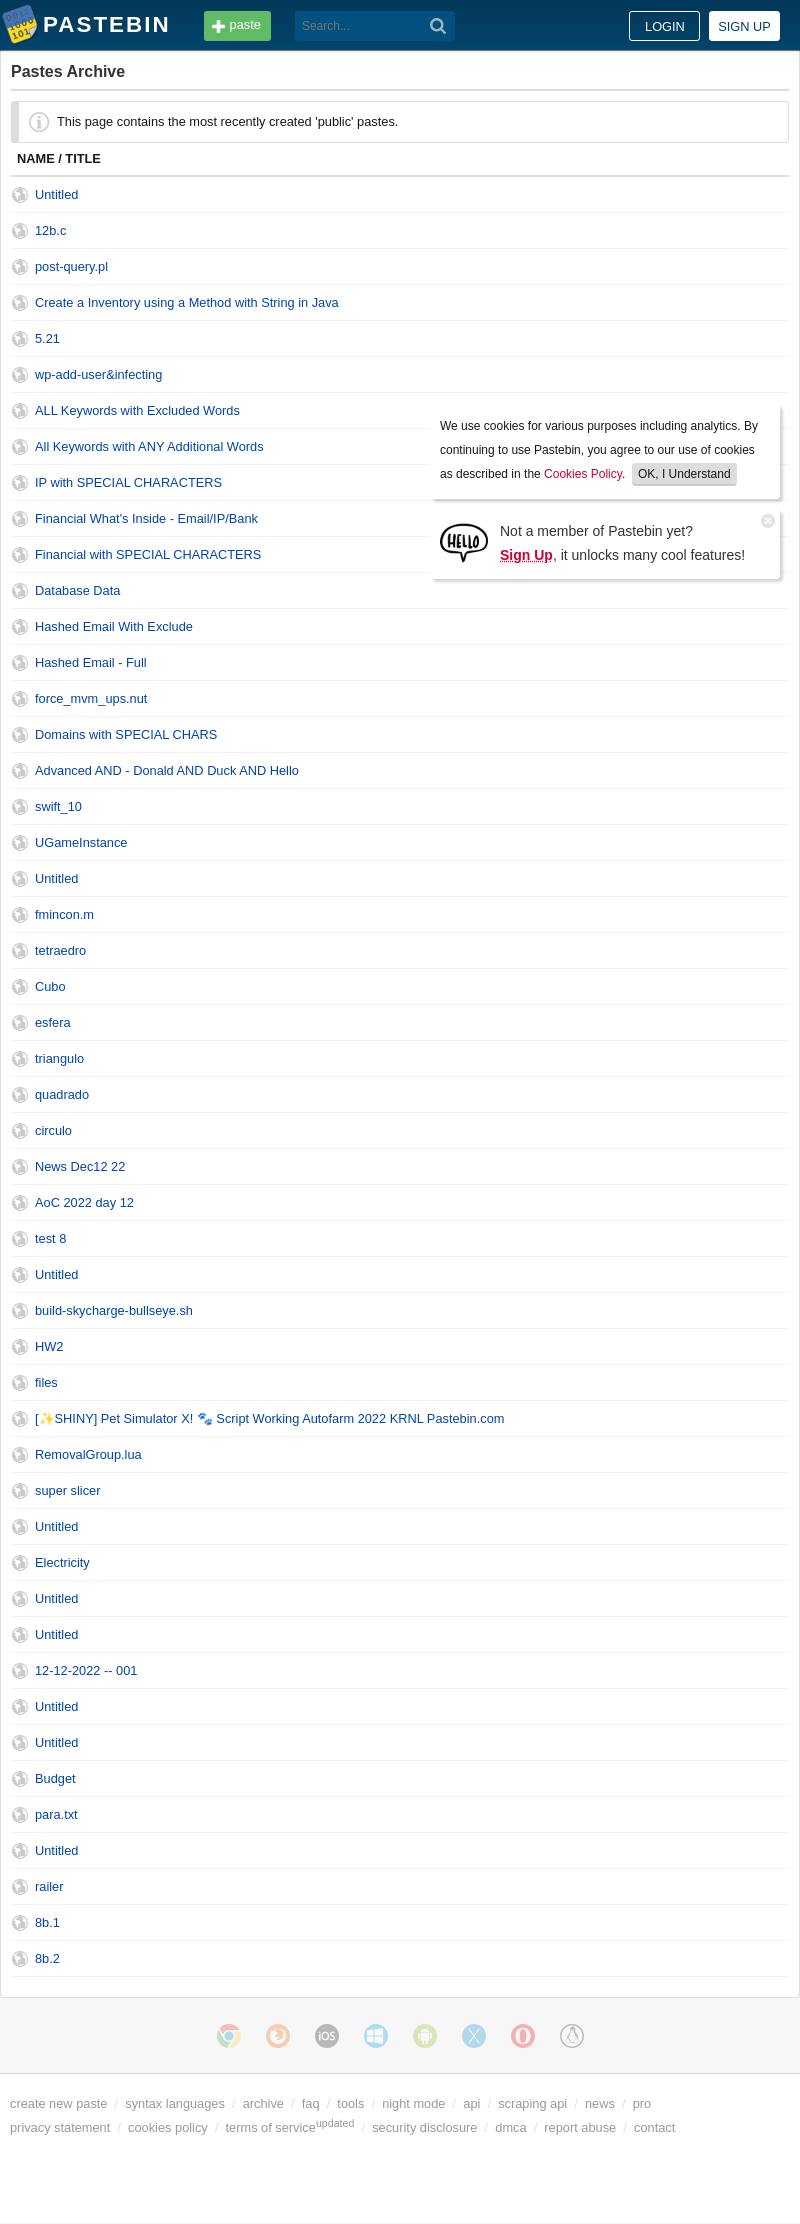 PASTEBIN
paste
Search...
LOGIN
SIGN UP
Pastes Archive
This page contains the most recently created 'public' pastes.
NAME / TITLE
Untitled
12b.c
post-query.pl
Create a Inventory using a Method with String in Java
5.21
wp-add-user&infecting
ALL Keywords with Excluded Words
All Keywords with ANY Additional Words
IP with SPECIAL CHARACTERS
Financial What's Inside - Email/IP/Bank
Financial with SPECIAL CHARACTERS
We use cookies for various purposes including analytics. By
continuing to use Pastebin, you agree to our use of cookies
as described in the Cookies Policy. OK, I Understand
HELLO
Not a member of Pastebin yet?
Sign Up, it unlocks many cool features!
Database Data
Hashed Email With Exclude
Hashed Email - Full
force_mvm_ups.nut
Domains with SPECIAL CHARS
Advanced AND - Donald AND Duck AND Hello
swift_10
UGameInstance
Untitled
fmincon.m
tetraedro
Cubo
esfera
triangulo
quadrado
circulo
News Dec12 22
AoC 2022 day 12
test 8
Untitled
build-skycharge-bullseye.sh
HW2
files
[✨SHINY] Pet Simulator X! 🐾 Script Working Autofarm 2022 KRNL Pastebin.com
RemovalGroup.lua
super slicer
Untitled
Electricity
Untitled
Untitled
12-12-2022 -- 001
Untitled
Untitled
Budget
para.txt
Untitled
railer
8b.1
8b.2
iOS
create new paste / syntax languages / archive / faq / tools / night mode / api / scraping api / news / pro
privacy statement / cookies policy / terms of service updated / security disclosure / dmca / report abuse / contact